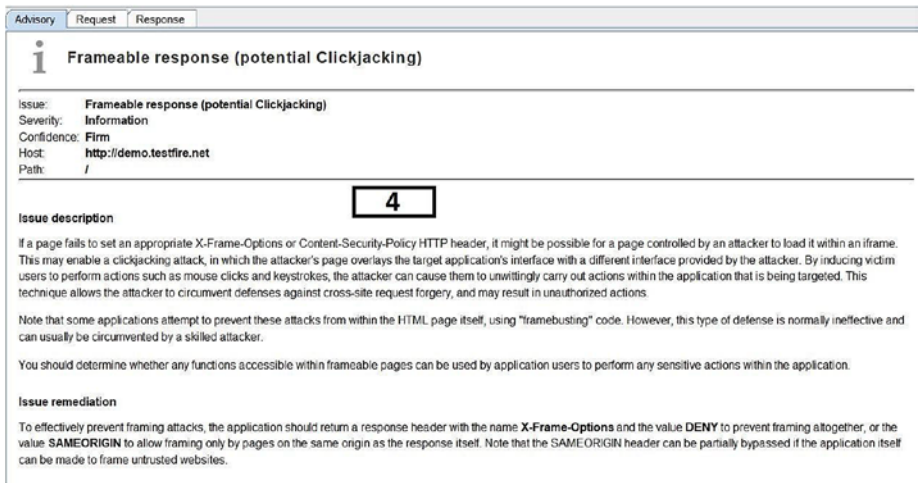 Advisory Request Response
i Frameable response (potential Clickjacking)
Issue: Frameable response (potential Clickjacking)
Severity: Information
Confidence: Firm
Host: http://demo.testfire.net
Path: /
4
Issue description
If a page fails to set an appropriate X-Frame-Options or Content-Security-Policy HTTP header, it might be possible for a page controlled by an attacker to load it within an iframe.
This may enable a clickjacking attack, in which the attacker's page overlays the target application's interface with a different interface provided by the attacker. By inducing victim
users to perform actions such as mouse clicks and keystrokes, the attacker can cause them to unwittingly carry out actions within the application that is being targeted. This
technique allows the attacker to circumvent defenses against cross-site request forgery, and may result in unauthorized actions.
Note that some applications attempt to prevent these attacks from within the HTML page itself, using "framebusting" code. However, this type of defense is normally ineffective and
can usually be circumvented by a skilled attacker.
You should determine whether any functions accessible within frameable pages can be used by application users to perform any sensitive actions within the application.
Issue remediation
To effectively prevent framing attacks, the application should return a response header with the name X-Frame-Options and the value DENY to prevent framing altogether, or the
value SAMEORIGIN to allow framing only by pages on the same origin as the response itself. Note that the SAMEORIGIN header can be partially bypassed if the application itself
can be made to frame untrusted websites.